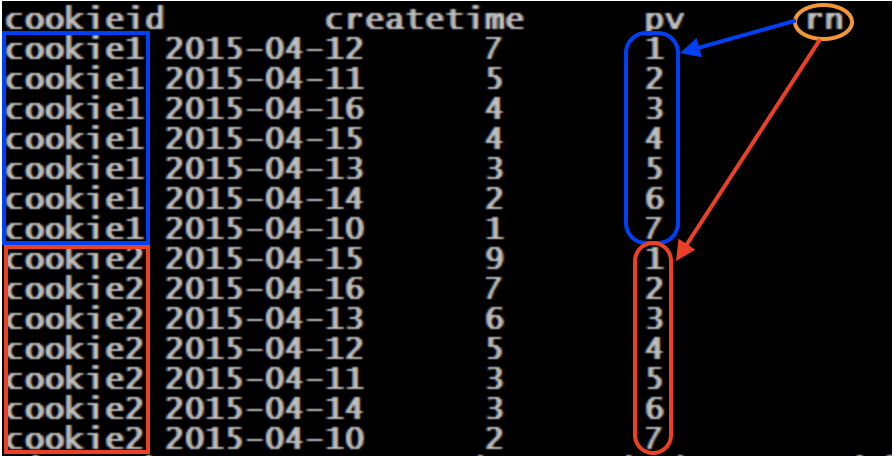 cookieid createtime pv rn
cookie1 2015-04-12 7 1
cookie1 2015-04-11 5 2
cookie1 2015-04-16 4 3
cookie1 2015-04-15 4 4
cookie1 2015-04-13 3 5
cookie1 2015-04-14 2 6
cookie1 2015-04-10 1 7
cookie2 2015-04-15 9 1
cookie2 2015-04-16 7 2
cookie2 2015-04-13 6 3
cookie2 2015-04-12 5 4
cookie2 2015-04-11 3 5
cookie2 2015-04-14 3 6
cookie2 2015-04-10 2 7